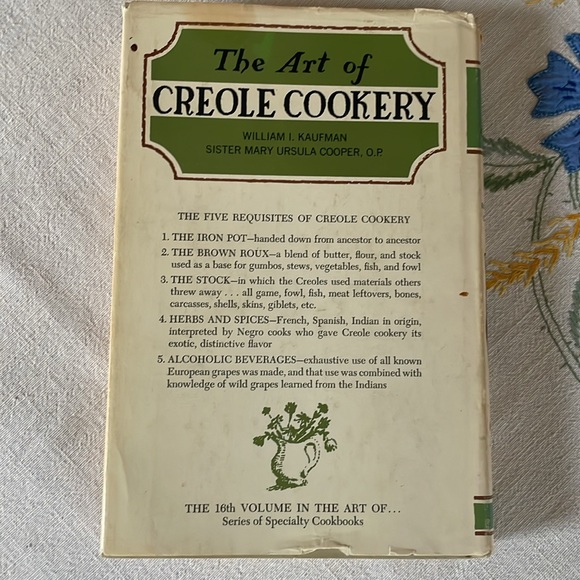 The Art of
CREOLE COOKERY
WILLIAM I. KAUFMAN
SISTER MARY URSULA COOPER, O.P.
THE FIVE REQUISITES OF CREOLE COOKERY
1. THE IRON POT—handed down from ancestor to ancestor
2. THE BROWN ROUX—a blend of butter, flour, and stock
used as a base for gumbos, stews, vegetables, fish, and fowl
3. THE STOCK—in which the Creoles used materials others
threw away . . . all game, fowl, fish, meat leftovers, bones,
carcasses, shells, skins, giblets, etc.
4. HERBS AND SPICES—French, Spanish, Indian in origin,
interpreted by Negro cooks who gave Creole cookery its
exotic, distinctive flavor
5. ALCOHOLIC BEVERAGES—exhaustive use of all known
European grapes was made, and that use was combined with
knowledge of wild grapes learned from the Indians
THE 16th VOLUME IN THE ART OF . . .
Series of Specialty Cookbooks